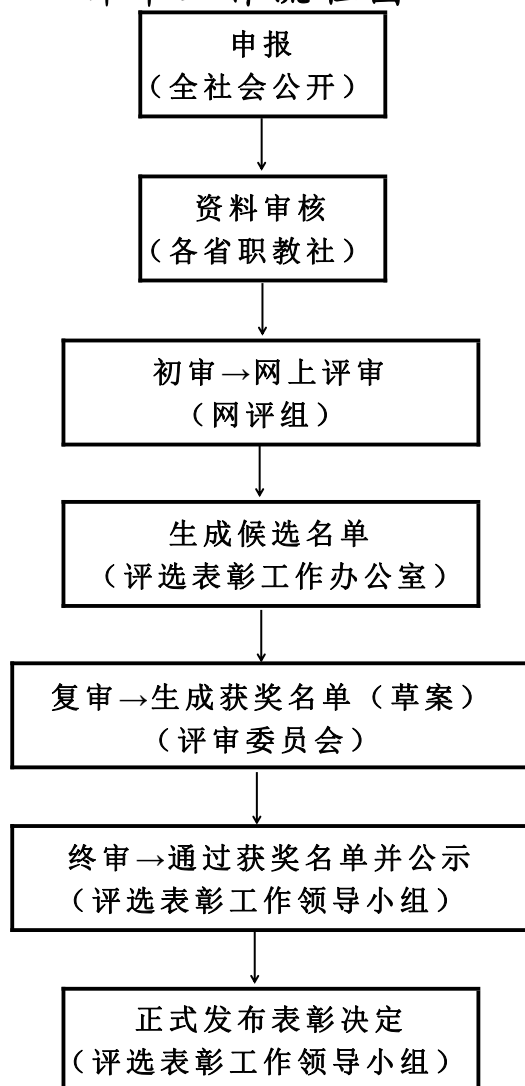 申报
（全社会公开）
资料审核
（各省职教社）
初审→网上评审
（网评组）
生成候选名单
（评选表彰工作办公室）
复审→生成获奖名单（草案）
（评审委员会）
终审→通过获奖名单并公示
（评选表彰工作领导小组）
正式发布表彰决定
（评选表彰工作领导小组）